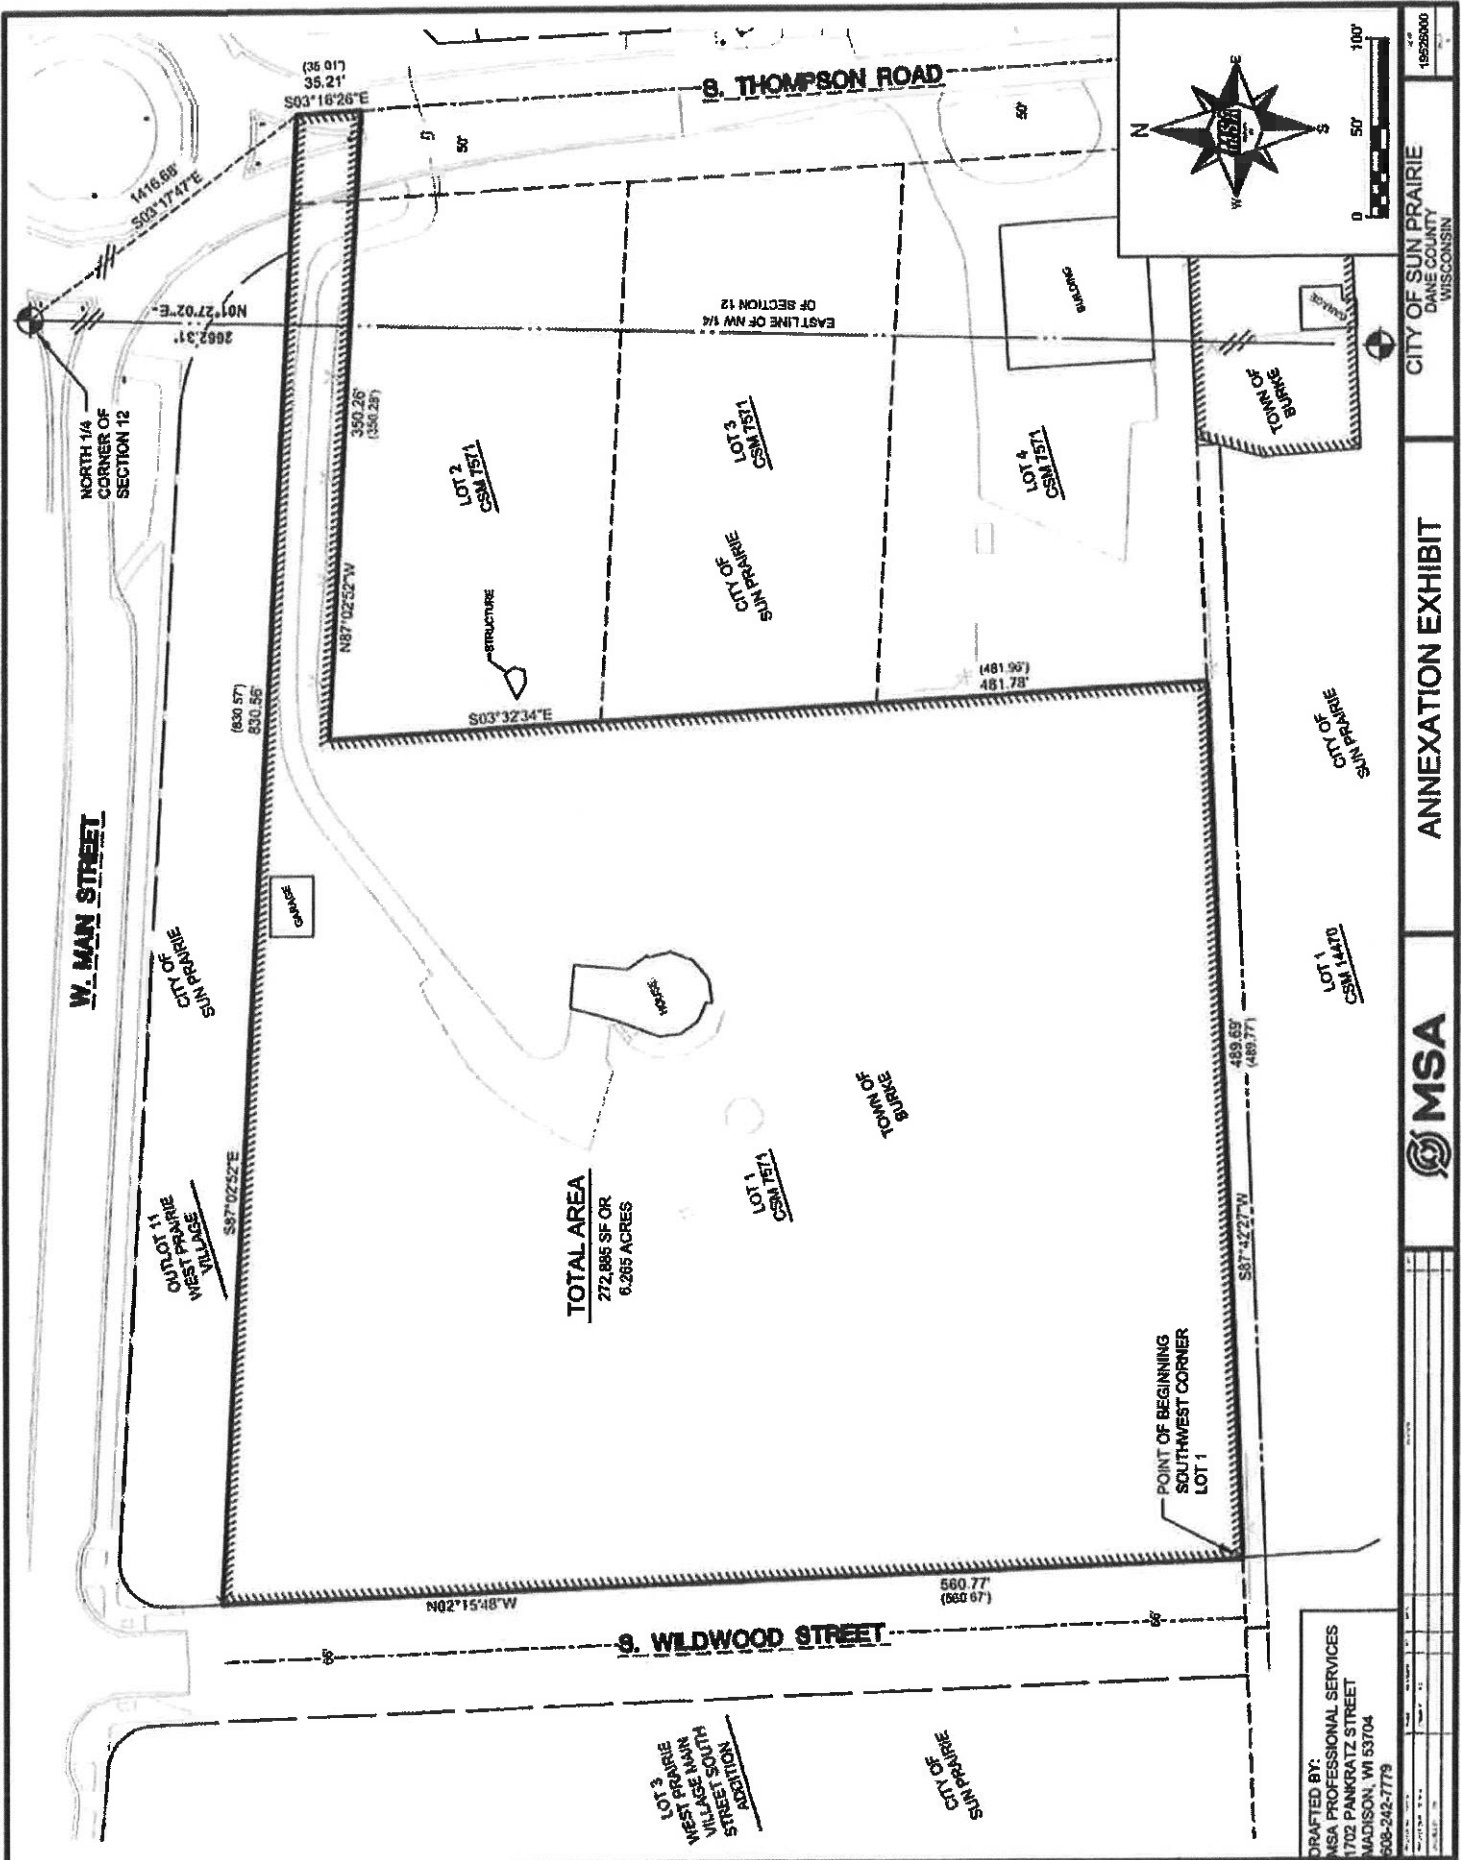 NORTH 1/4
CORNER OF
SECTION 12
1416.68'
S03°17'47"E
(35.01')
35.21'
S03°16'26"E
2662.31'
N01°27'02"E
W. MAIN STREET
S. THOMPSON ROAD
50'
50'
EAST LINE OF NW 1/4
OF SECTION 12
350.26'
(350.28')
N87°02'52"W
(830.57')
830.56'
S87°02'52"E
CITY OF
SUN PRAIRIE
OUTLOT 11
WEST PRAIRIE
VILLAGE
LOT 2
CSM 7571
LOT 3
CSM 7571
LOT 4
CSM 7571
CITY OF
SUN PRAIRIE
BUILDING
STRUCTURE
S03°32'34"E
(481.96')
481.78'
GARAGE
HOUSE
TOWN OF
BURKE
GARAGE
TOTAL AREA
272,885 SF OR
6.265 ACRES
LOT 1
CSM 7571
TOWN OF
BURKE
489.69'
(489.77')
S87°42'27"W
CITY OF
SUN PRAIRIE
LOT 1
CSM 14470
POINT OF BEGINNING
SOUTHWEST CORNER
LOT 1
N02°15'48"W
560.77'
(560.67')
66'
S. WILDWOOD STREET
66'
LOT 3
WEST PRAIRIE
VILLAGE MAIN
STREET SOUTH
ADDITION
CITY OF
SUN PRAIRIE
N
W
E
S
MSA
0
50'
100'
DRAFTED BY:
MSA PROFESSIONAL SERVICES
1702 PANKRATZ STREET
MADISON, WI 53704
608-242-7779
MSA
ANNEXATION EXHIBIT
CITY OF SUN PRAIRIE
DANE COUNTY
WISCONSIN
19526000